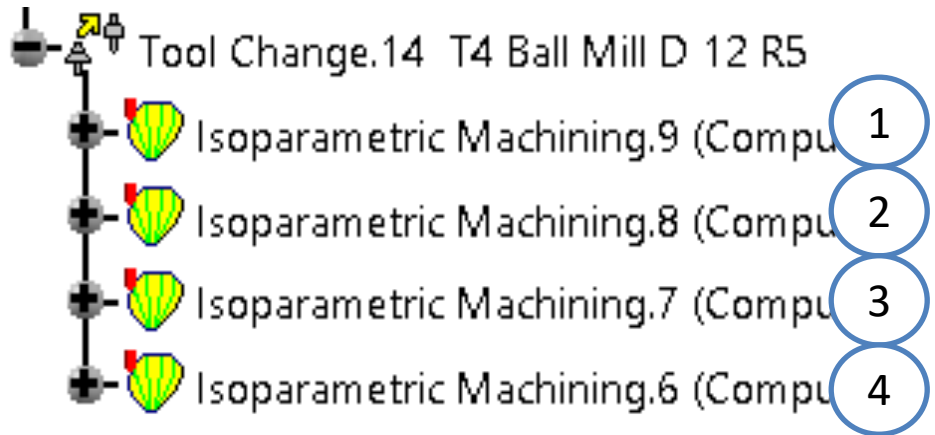 Tool Change.14 T4 Ball Mill D 12 R5
Isoparametric Machining.9 (Compu 1
Isoparametric Machining.8 (Compu 2
Isoparametric Machining.7 (Compu 3
Isoparametric Machining.6 (Compu 4